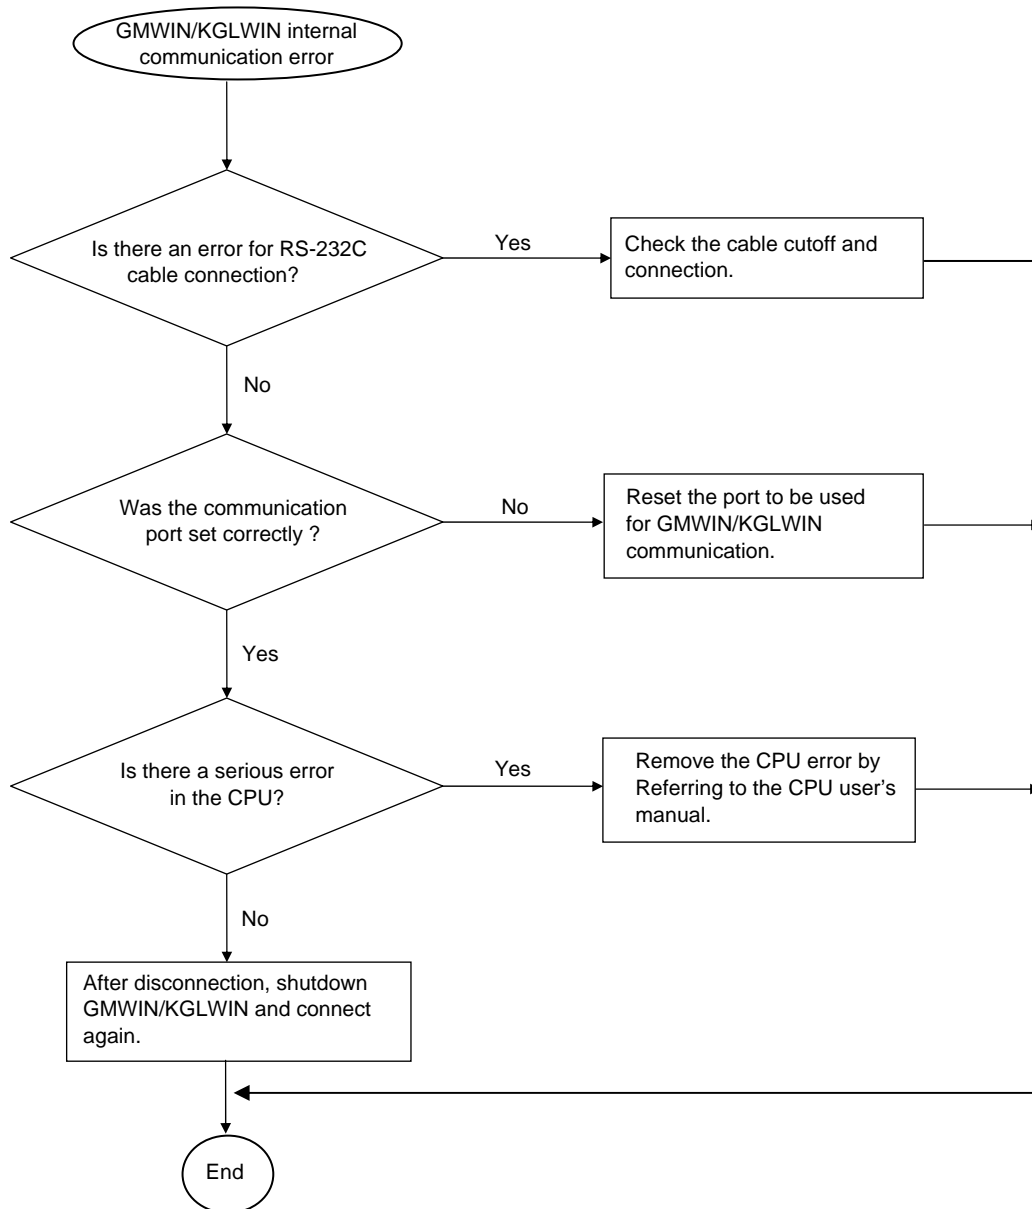 GMWIN/KGLWIN internal
communication error
Is there an error for RS-232C
cable connection?
Yes
Check the cable cutoff and
connection.
No
Was the communication
port set correctly ?
No
Reset the port to be used
for GMWIN/KGLWIN
communication.
Yes
Is there a serious error
in the CPU?
Yes
Remove the CPU error by
Referring to the CPU user’s
manual.
No
After disconnection, shutdown
GMWIN/KGLWIN and connect
again.
End